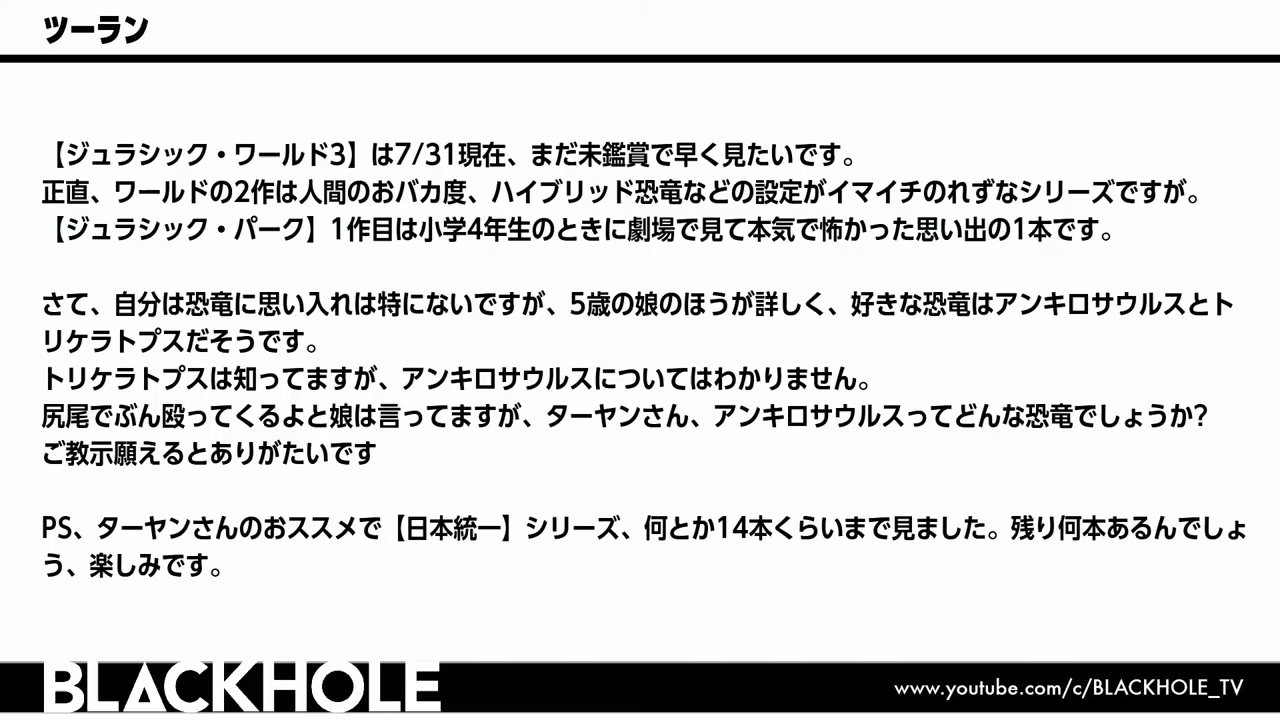 ツーラン
【ジュラシック・ワールド3】は7/31現在、まだ未鑑賞で早く見たいです。
正直、ワールドの2作は人間のおバカ度、ハイブリッド恐竜などの設定がイマイチのれずなシリーズですが。
【ジュラシック・パーク】1作目は小学4年生のときに劇場で見て本気で怖かった思い出の1本です。
さて、自分は恐竜に思い入れは特にないですが、5歳の娘のほうが詳しく、好きな恐竜はアンキロサウルスとト
リケラトプスだそうです。
トリケラトプスは知ってますが、アンキロサウルスについてはわかりません。
尻尾でぶん殴ってくるよと娘は言ってますが、ターヤンさん、アンキロサウルスってどんな恐竜でしょうか?
ご教示願えるとありがたいです
PS、ターヤンさんのおススメで【日本統一】シリーズ、何とか14本くらいまで見ました。残り何本あるんでしょ
う、楽しみです。
BLACKHOLE
www.youtube.com/c/BLACKHOLE_TV